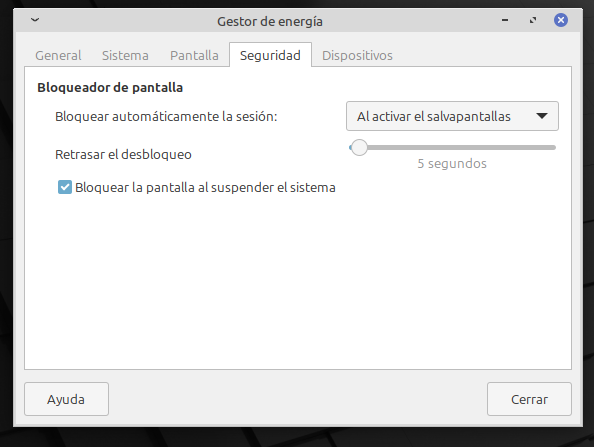 Gestor de energía
General Sistema Pantalla Seguridad Dispositivos
Bloqueador de pantalla
Bloquear automáticamente la sesión: Al activar el salvapantallas
Retrasar el desbloqueo
5 segundos
Bloquear la pantalla al suspender el sistema
Ayuda Cerrar